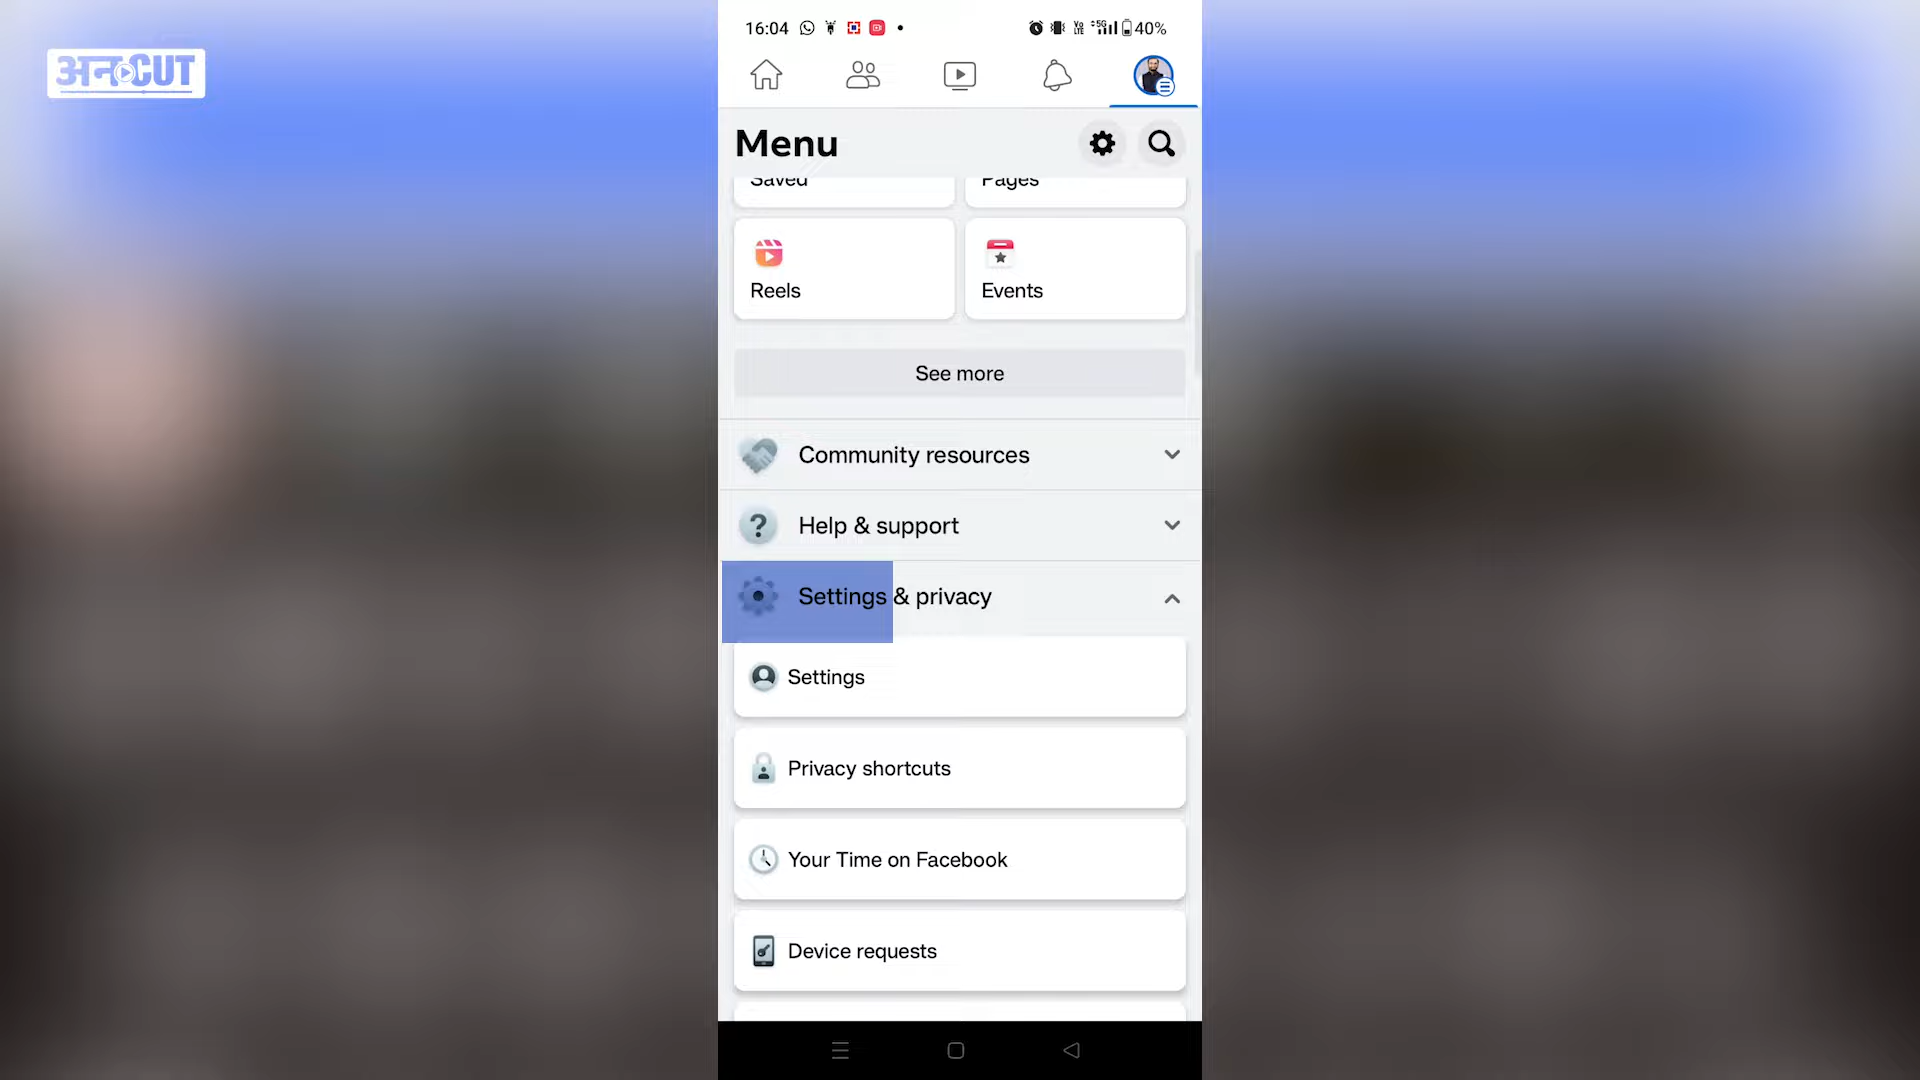 अनCUT
16:04
5G
40%
Menu
Saved
Pages
Reels
Events
See more
Community resources
Help & support
Settings & privacy
Settings
Privacy shortcuts
Your Time on Facebook
Device requests